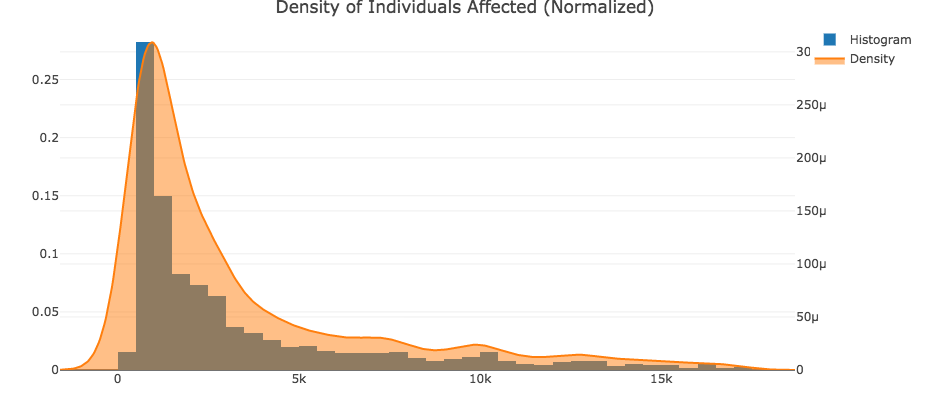 Density of Individuals Affected (Normalized)
Histogram
Density
0.25
0.2
0.15
0.1
0.05
0
30
250μ
200μ
150μ
100μ
50μ
0
0
5k
10k
15k